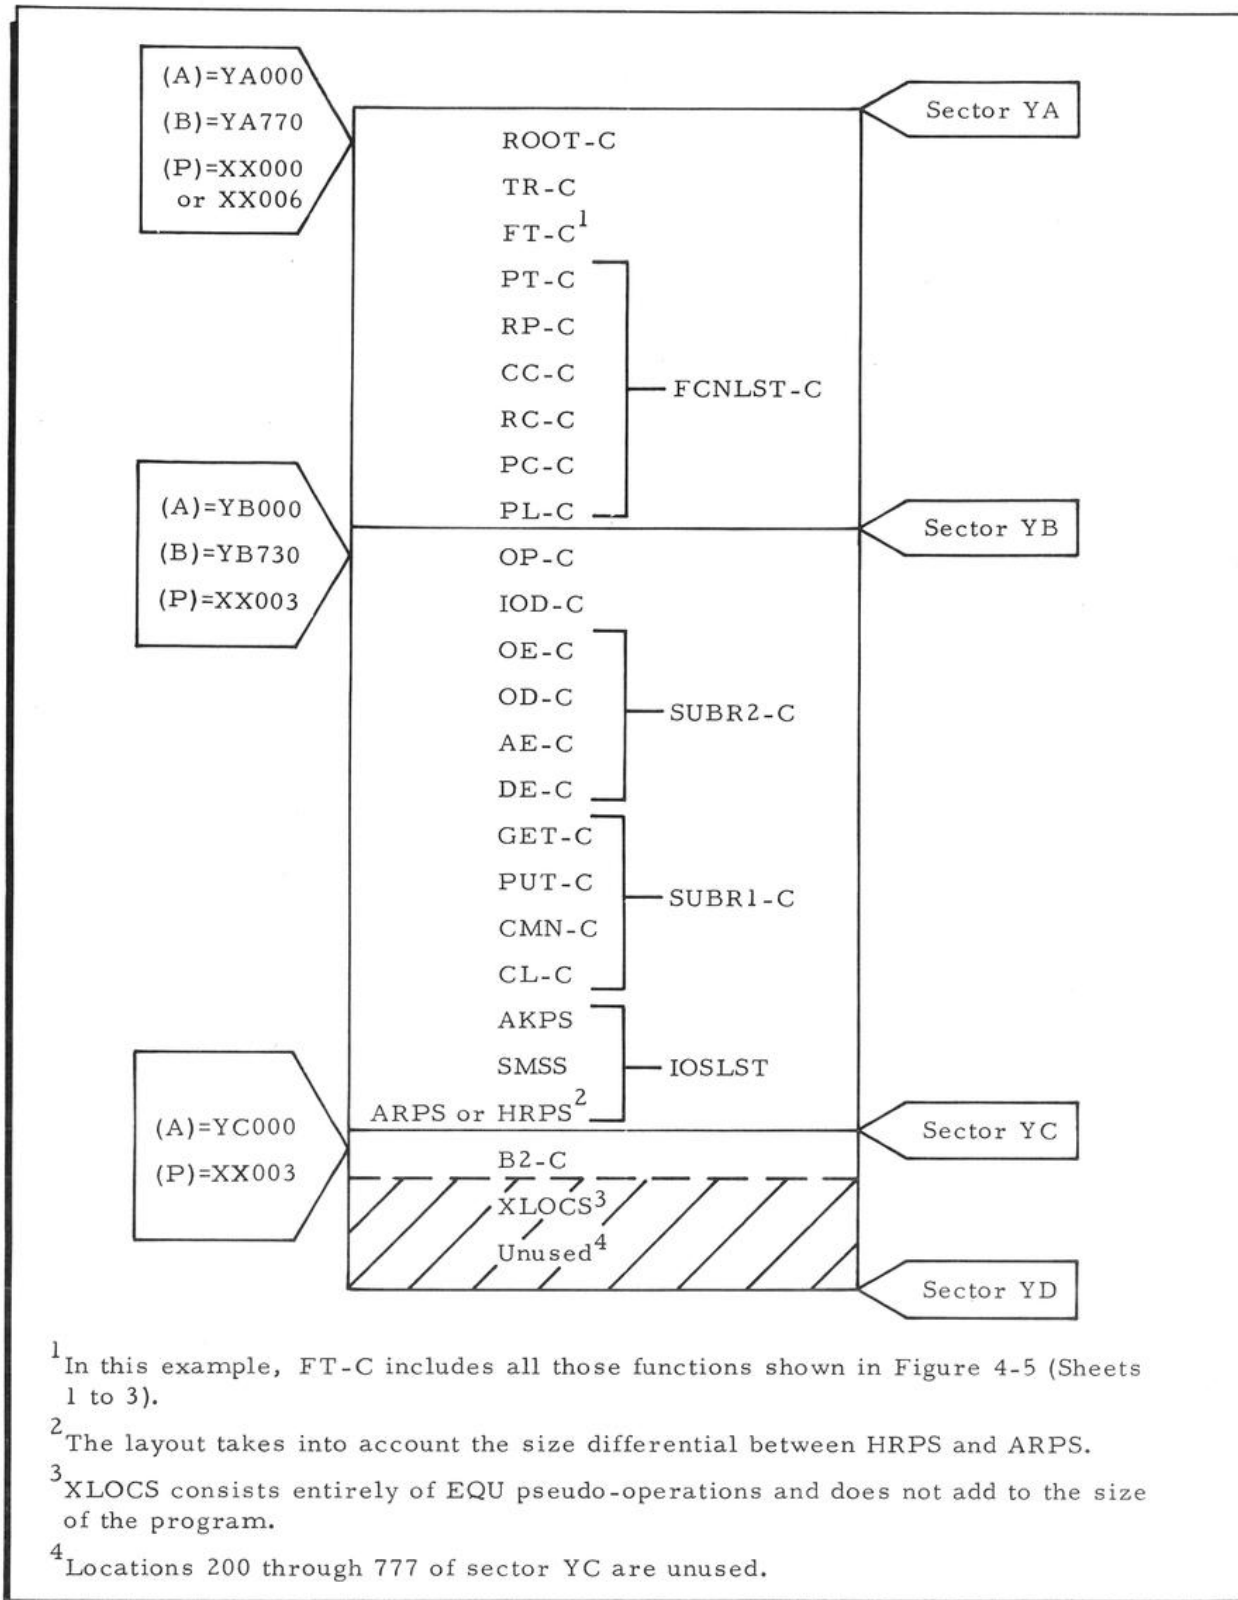 (A)=YA000
(B)=YA770
(P)=XX000
or XX006
Sector YA
ROOT-C
TR-C
FT-C1
PT-C
RP-C
CC-C
FCNLST-C
RC-C
PC-C
PL-C
(A)=YB000
(B)=YB730
(P)=XX003
Sector YB
OP-C
IOD-C
OE-C
OD-C
SUBR2-C
AE-C
DE-C
GET-C
PUT-C
SUBR1-C
CMN-C
CL-C
AKPS
SMSS
IOSLST
ARPS or HRPS2
(A)=YC000
(P)=XX003
Sector YC
B2-C
XLOCS3
Unused4
Sector YD
1In this example, FT-C includes all those functions shown in Figure 4-5 (Sheets
1 to 3).
2The layout takes into account the size differential between HRPS and ARPS.
3XLOCS consists entirely of EQU pseudo-operations and does not add to the size
of the program.
4Locations 200 through 777 of sector YC are unused.